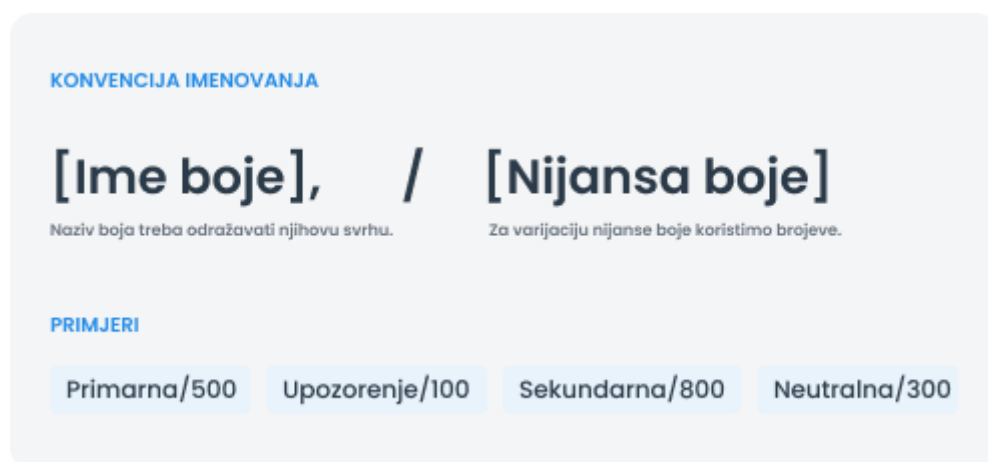 KONVENCIJA IMENOVANJA
[Ime boje], / [Nijansa boje]
Naziv boja treba odražavati njihovu svrhu. Za varijaciju nijanse boje koristimo brojeve.
PRIMJERI
Primarna/500 Upozorenje/100 Sekundarna/800 Neutralna/300